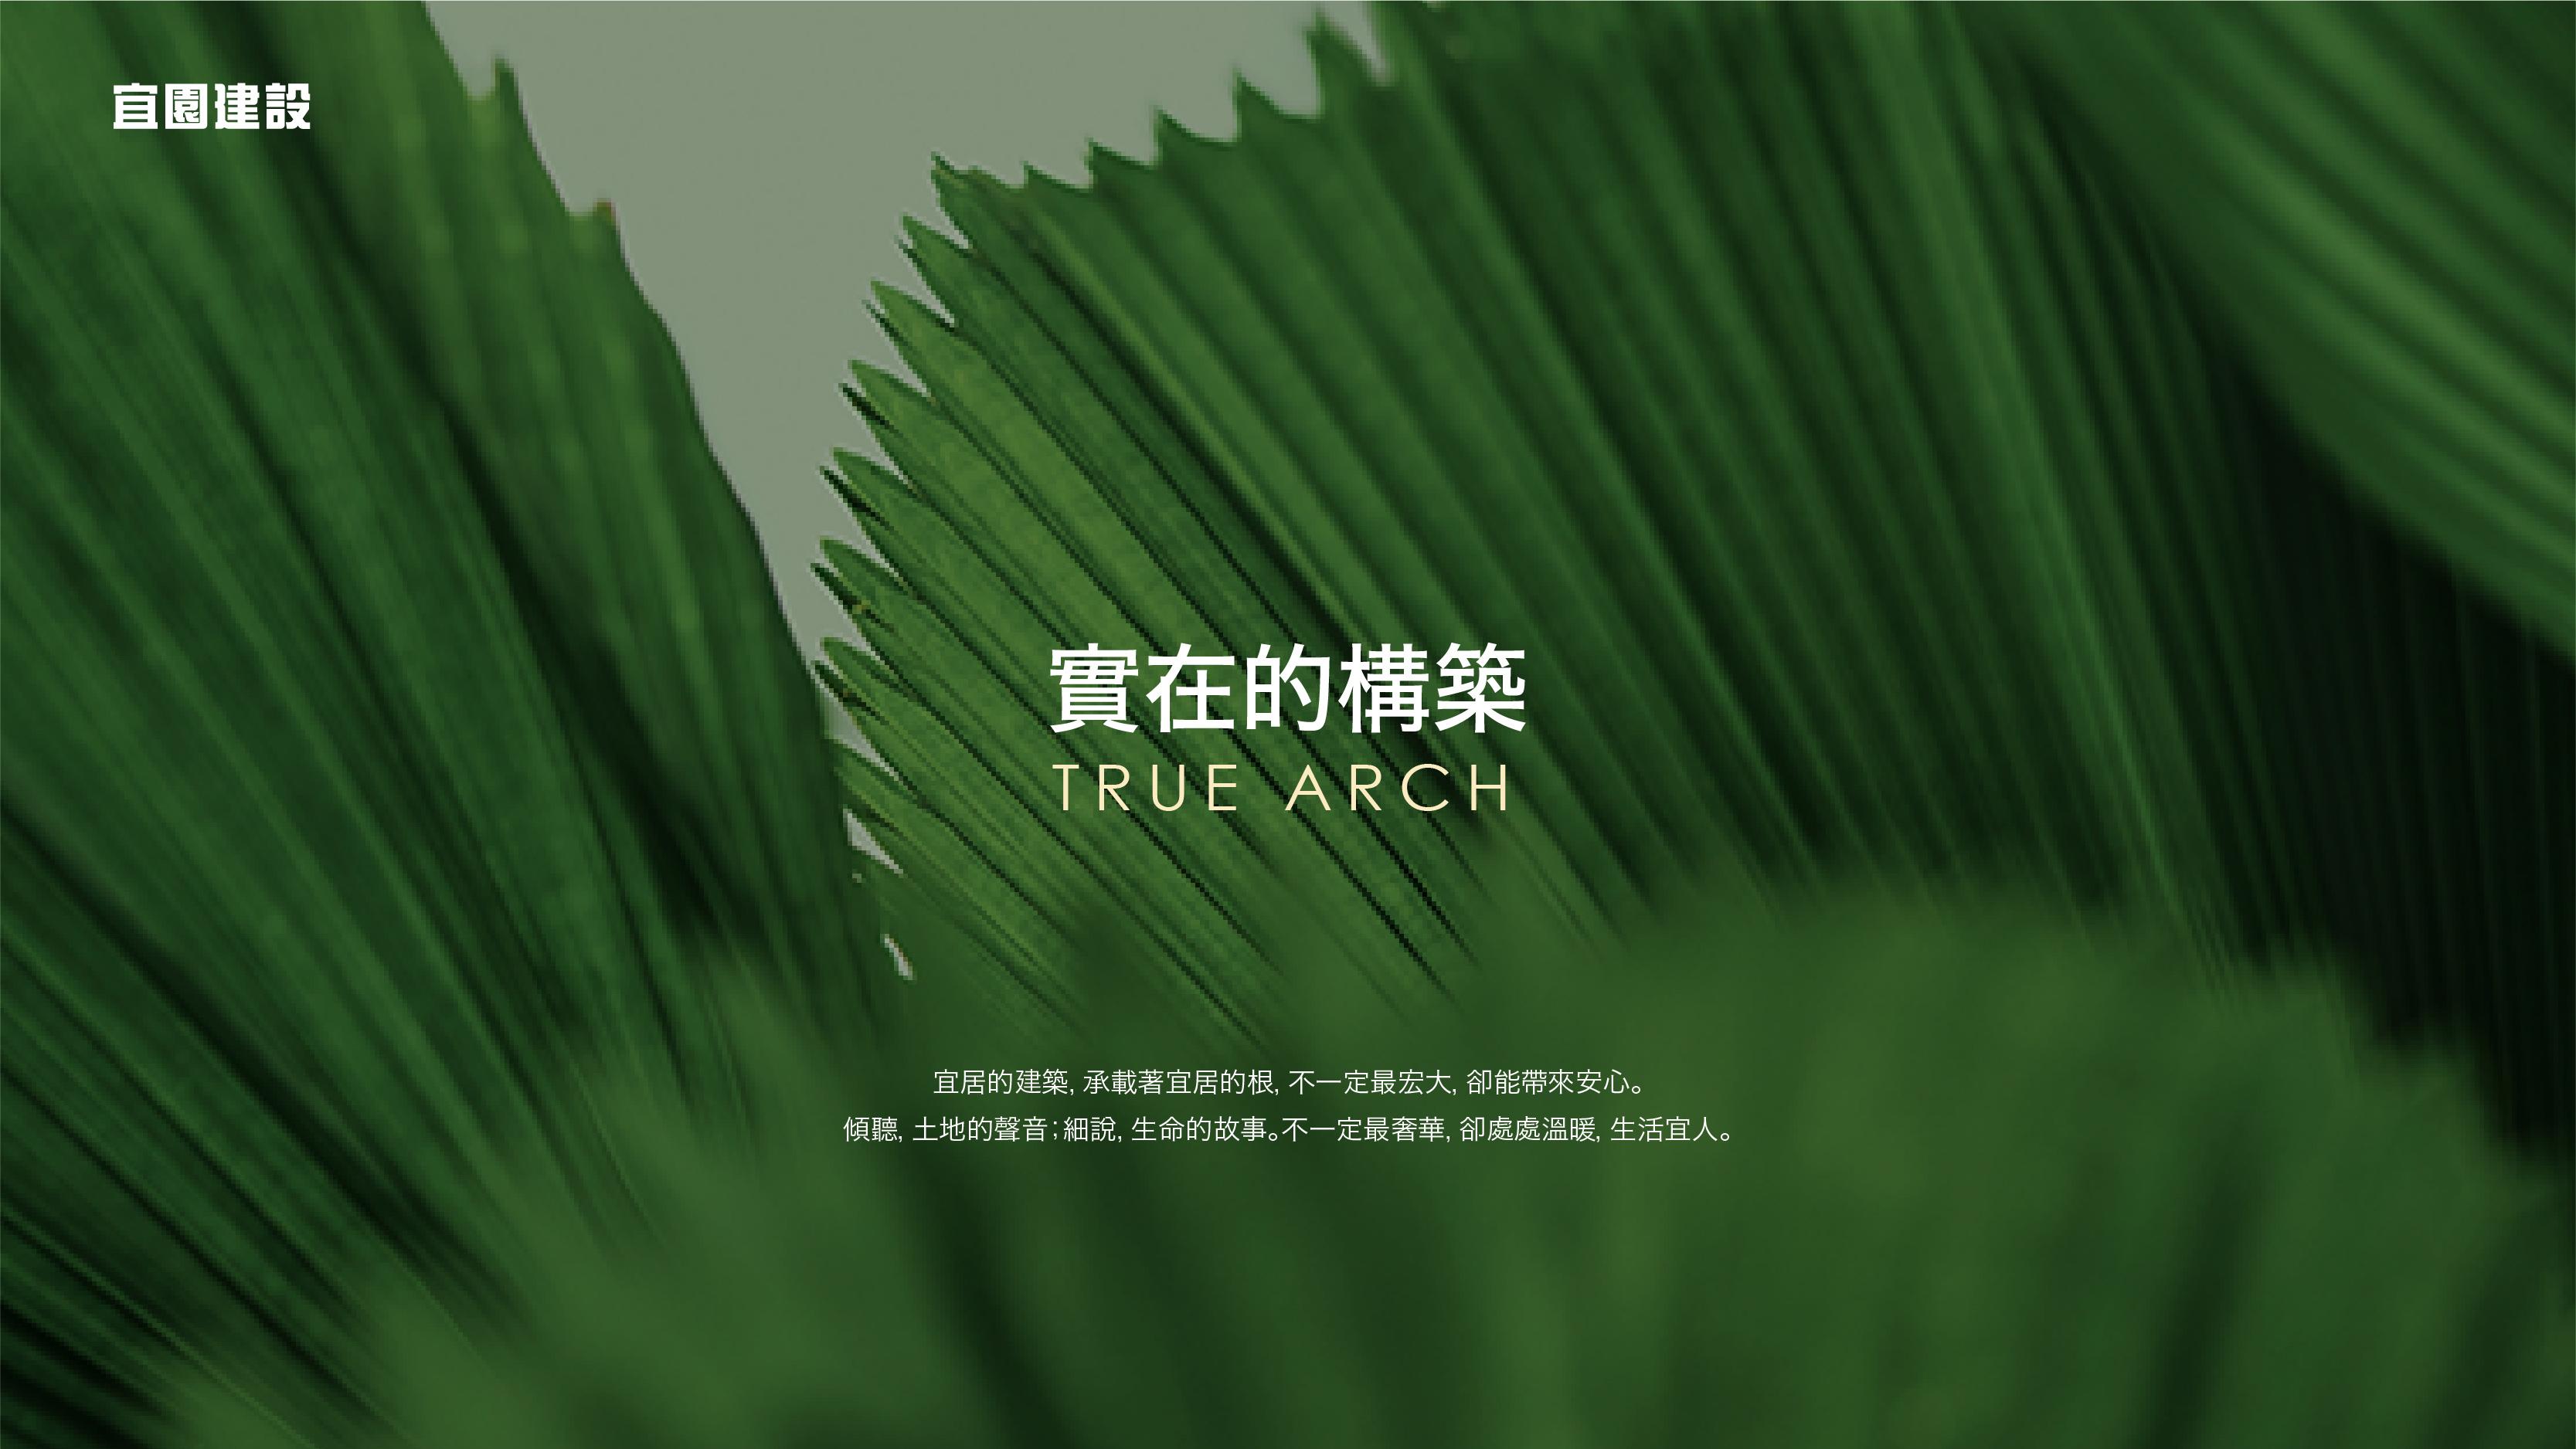 宜園建設
實在的構築
TRUE ARCH
宜居的建築, 承載著宜居的根, 不一定最宏大, 卻能帶來安心。
傾聽, 土地的聲音;細說, 生命的故事。不一定最奢華, 卻處處溫暖, 生活宜人。